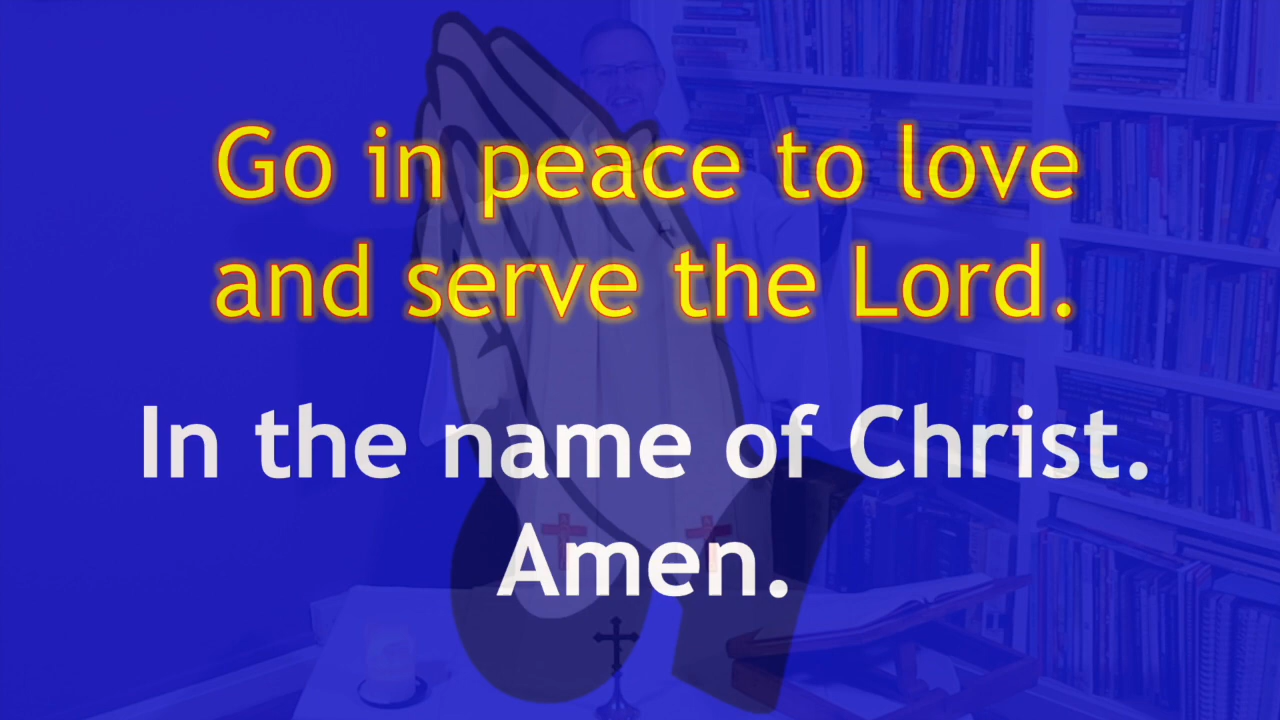 Go in peace to love
and serve the Lord.
In the name of Christ.
Amen.